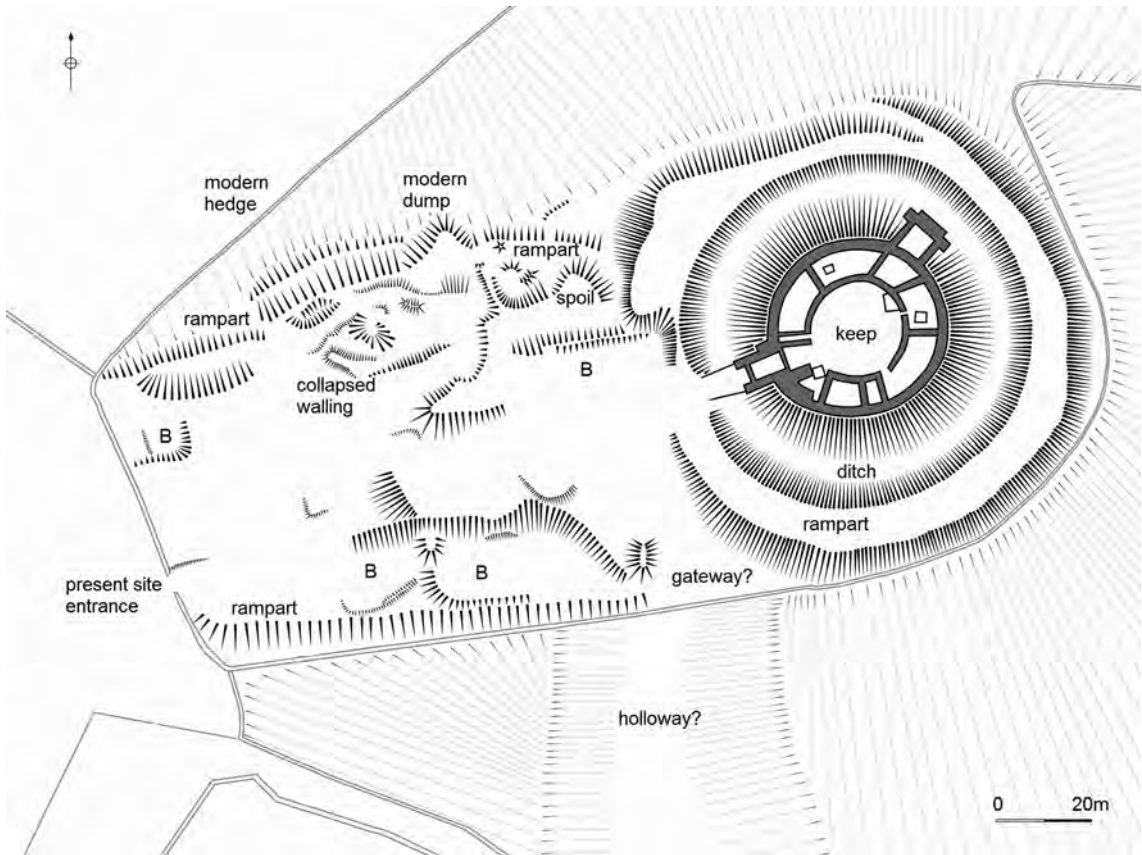 modern
hedge
modern
dump
rampart
spoil
rampart
keep
B
collapsed
walling
B
ditch
rampart
present site
entrance
B
B
gateway?
rampart
holloway?
0 20m